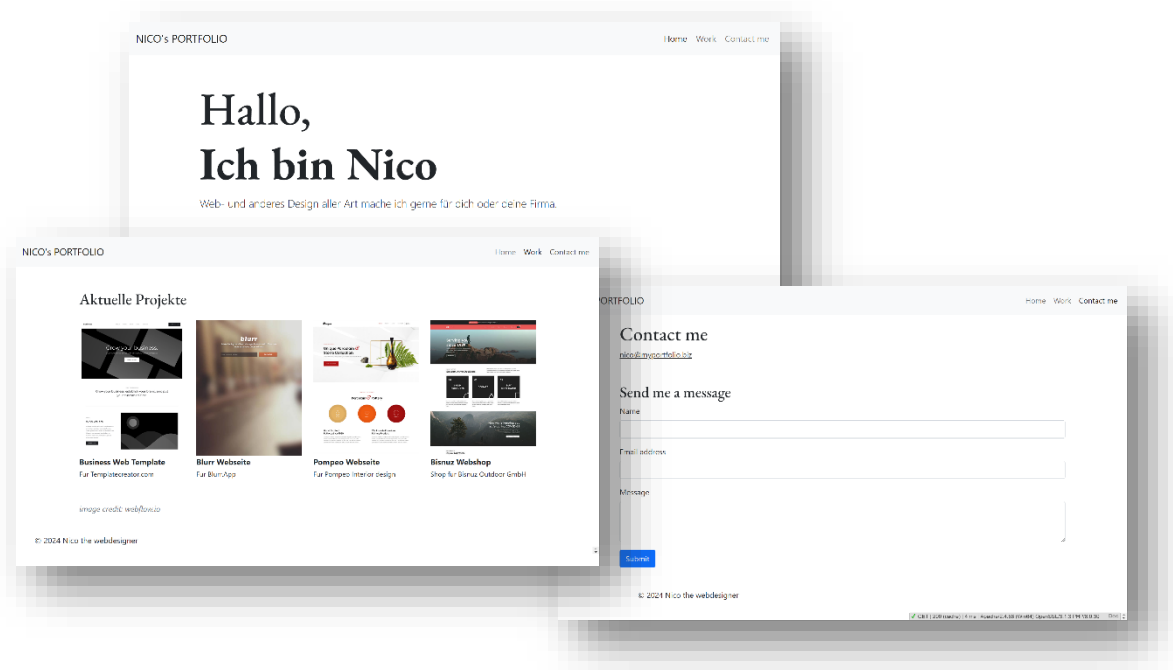 NICO's PORTFOLIO
Home Work Contact me
Hallo,
Ich bin Nico
Web- und anderes Design aller Art mache ich gerne für dich oder deine Firma.
NICO's PORTFOLIO
Home Work Contact me
Aktuelle Projekte
Grow your business.
blurr
Business Web Template
Für Templatecreator.com
Blurr Webseite
Für Blurr.App
Pompeo Webseite
Für Pompeo Interior design
Bisnuz Webshop
Shop für Bisnuz Outdoor GmbH
image credit: webflow.io
© 2024 Nico the webdesigner
PORTFOLIO
Home Work Contact me
Contact me
nico@myportfolio.biz
Send me a message
Name
Email address
Message
Submit
© 2024 Nico the webdesigner